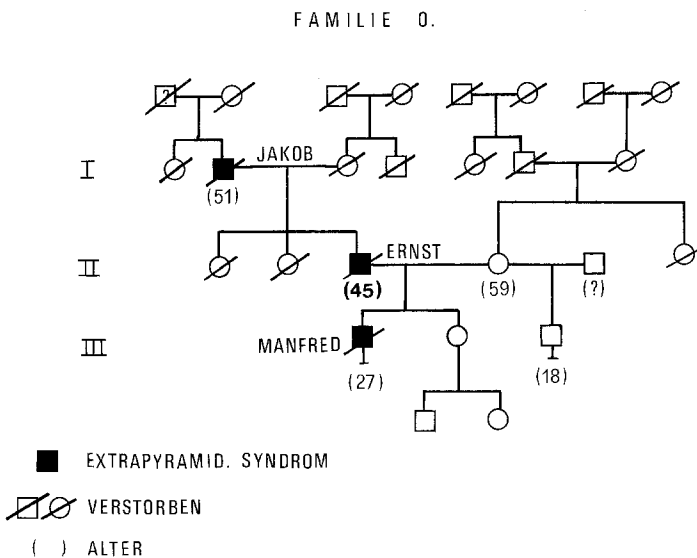 FAMILIE O.
?
I
JAKOB
(51)
II
ERNST
(45)
(59)
(?)
III
MANFRED
(27)
(18)
EXTRAPYRAMID. SYNDROM
VERSTORBEN
( ) ALTER